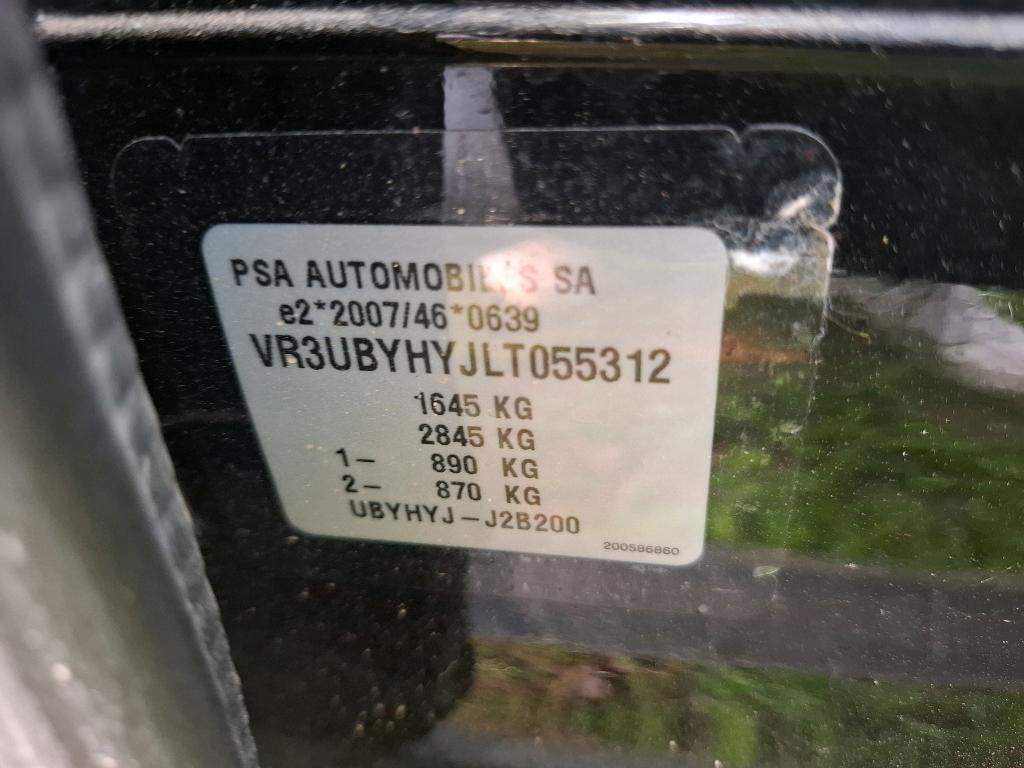 PSA AUTOMOBILES SA
e2*2007/46*0639
VR3UBYHYJLT055312
1645 KG
2845 KG
1- 890 KG
2- 870 KG
UBYHYJ-J2B200
200586860